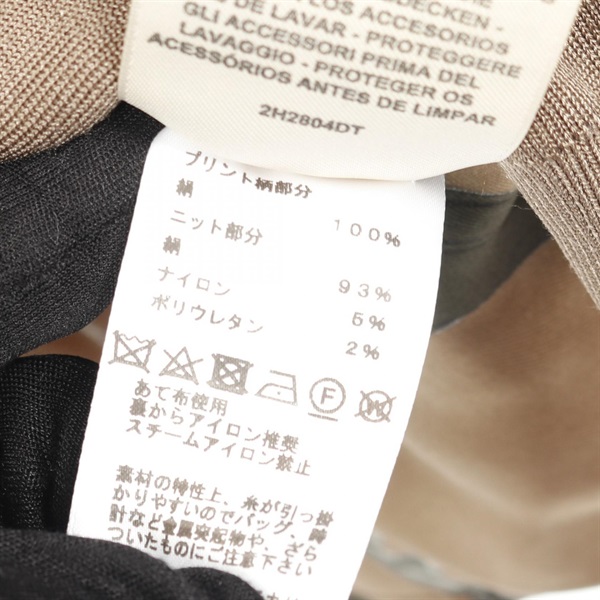 DE LAVAR - PROTEGGERE
GLI ACCESSORI PRIMA DEL
LAVAGGIO - PROTEGER OS
ACESSÓRIOS ANTES DE LIMPAR
2H2804DT
プリント柄部分
絹 100%
ニット部分
絹 93%
ナイロン 5%
ポリウレタン 2%
F
W
あて布使用
裏からアイロン推奨
スチームアイロン禁止
素材の特性上、糸が引っ掛
かりやすいのでバッグ、時
計など金属突起物や、ざら
ついたものにご注意下さい